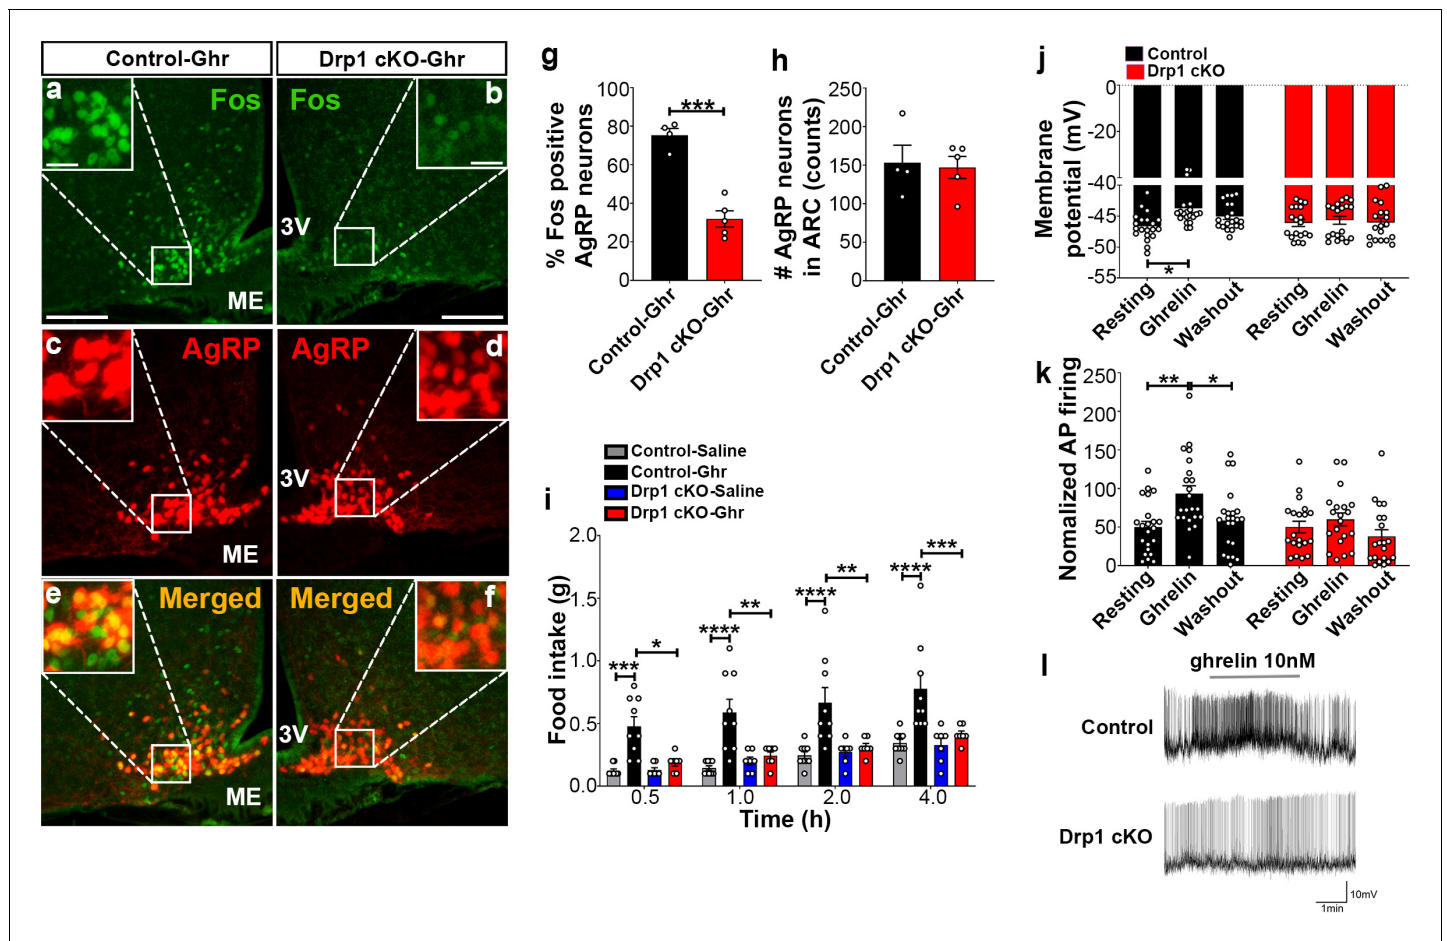 Control-Ghr
Drp1 cKO-Ghr
a
Fos
Fos
b
3V
ME
c
AgRP
AgRP
d
3V
ME
e
Merged
Merged
f
3V
ME
g
% Fos positive
AgRP neurons
100
80
60
40
20
0
***
Control-Ghr
Drp1 cKO-Ghr
h
# AgRP neurons
in ARC (counts)
250
200
150
100
50
0
Control-Ghr
Drp1 cKO-Ghr
i
Control-Saline
Control-Ghr
Drp1 cKO-Saline
Drp1 cKO-Ghr
Food intake (g)
2.0
1.5
1.0
0.5
0.0
***
*
****
**
****
**
****
***
0.5
1.0
2.0
4.0
Time (h)
j
Control
Drp1 cKO
Membrane
potential (mV)
0
-20
-40
-45
-50
-55
*
Resting
Ghrelin
Washout
Resting
Ghrelin
Washout
k
Nomalized AP firing
250
200
150
100
50
0
**
*
Resting
Ghrelin
Washout
Resting
Ghrelin
Washout
l
ghrelin 10nM
Control
Drp1 cKO
10mV
1min